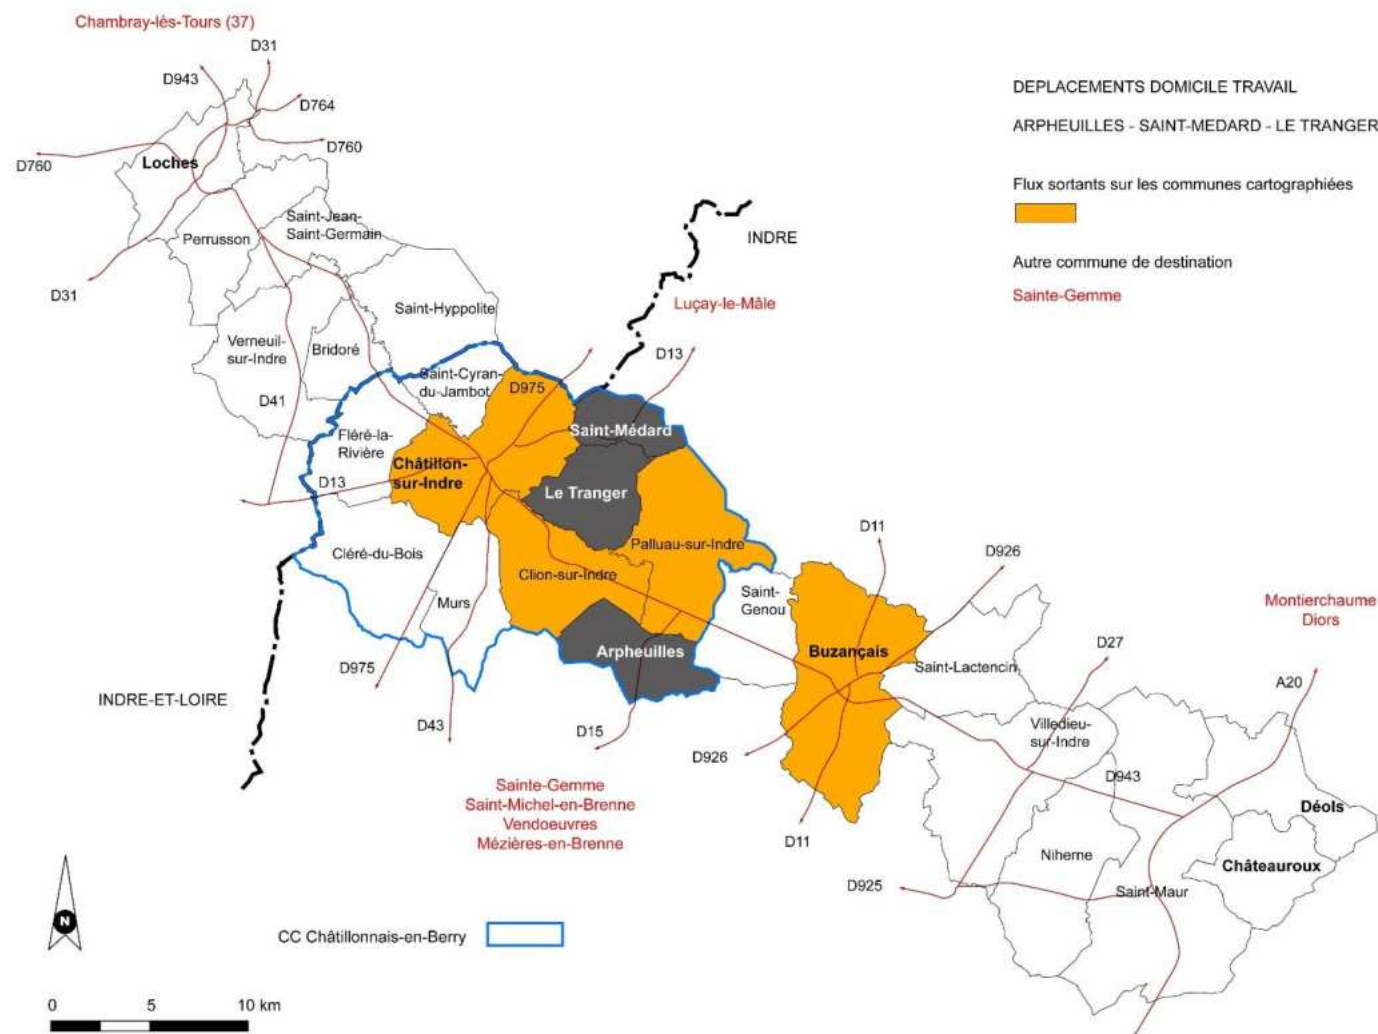 Chambray-lès-Tours (37)
D31
D943
D764
D760
D760
Loches
D31
Perrusson
Saint-Jean-
Saint-Germain
INDRE
DEPLACEMENTS DOMICILE TRAVAIL
ARPHEUILLES - SAINT-MEDARD - LE TRANGER
Flux sortants sur les communes cartographiées
Autre commune de destination
Sainte-Gemme
Saint-Hyppolite
Luçay-le-Mâle
Verneuil-
sur-Indre
Bridoré
D13
Saint-Cyran-
du-Jambot
D975
D41
Fléré-la-
Rivière
Saint-Médard
Châtillon-
sur-Indre
D13
Le Tranger
Cléré-du-Bois
Clion-sur-Indre
Palluau-sur-Indre
D11
D926
Murs
Saint-
Genou
Montierchaume
Diors
Arpheuilles
Buzançais
D27
Saint-Lactencin
D975
A20
INDRE-ET-LOIRE
D43
D15
D926
Villedieu-
sur-Indre
D943
Sainte-Gemme
Saint-Michel-en-Brenne
Vendoeuvres
Mézières-en-Brenne
D11
Déols
Niherne
Châteauroux
D925
Saint-Maur
N
CC Châtillonnais-en-Berry
0 5 10 km